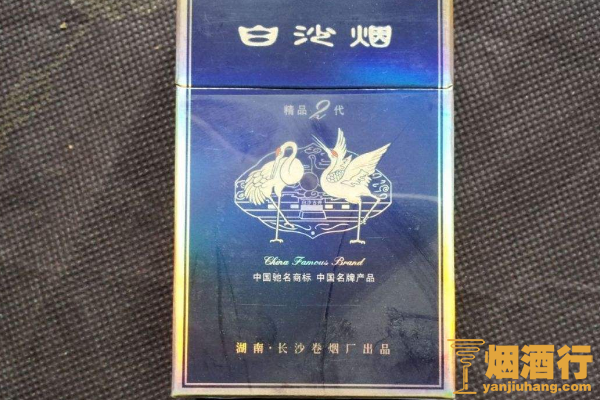 白沙烟
精品2代
China Famous Brand
中国驰名商标 中国名牌产品
湖南·长沙卷烟厂出品
烟酒行
yanjiuhang.com